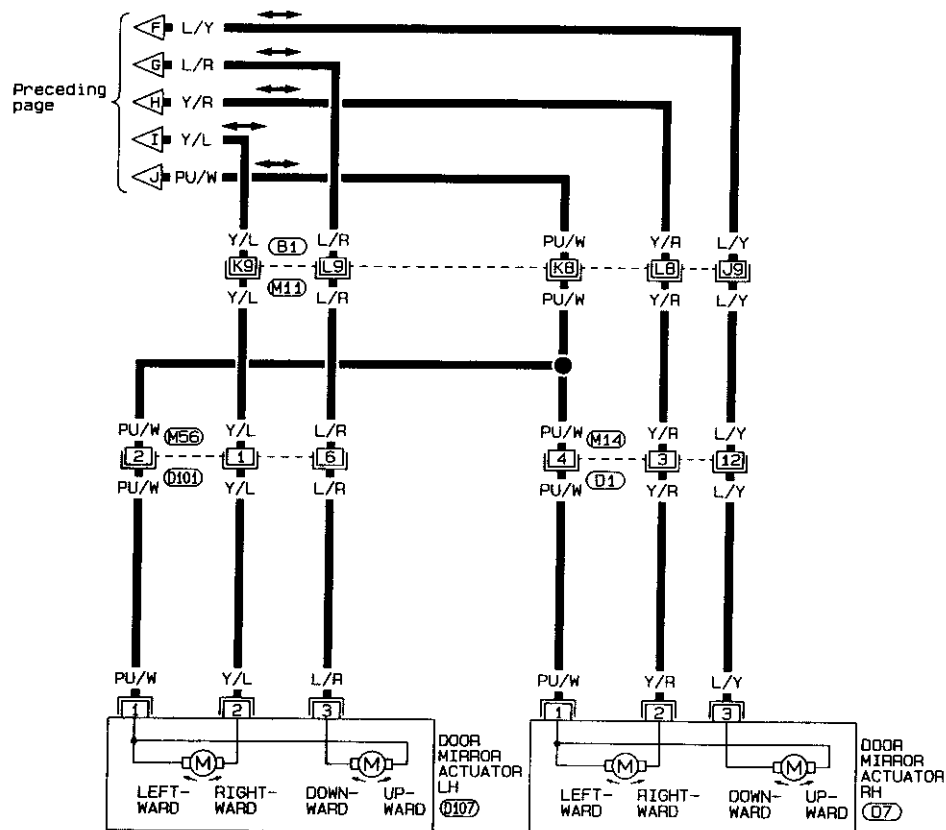 F L/Y
G L/R
Preceding
page
H Y/R
I Y/L
J PU/W
Y/L B1 L/R PU/W Y/R L/Y
K9 L9 K8 L8 J9
Y/L M11 L/R PU/W Y/R L/Y
PU/W M56 Y/L L/R PU/W M14 Y/R L/Y
2 1 6 4 3 12
PU/W D101 Y/L L/R PU/W D1 Y/R L/Y
PU/W Y/L L/R PU/W Y/R L/Y
1 2 3 1 2 3
M M M M
DOOR
MIRROR
ACTUATOR
LH
D107
LEFT-
WARD
RIGHT-
WARD
DOWN-
WARD
UP-
WARD
DOOR
MIRROR
ACTUATOR
RH
D7
LEFT-
WARD
RIGHT-
WARD
DOWN-
WARD
UP-
WARD